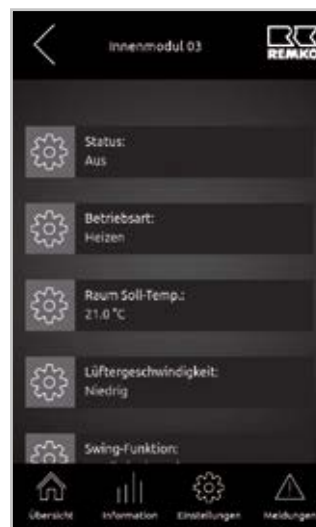 Innenmodul 03
REMKO
Status:
Aus
Betriebsart:
Heizen
Raum Soll-Temp.:
21.0 °C
Lüftergeschwindigkeit:
Niedrig
Swing-Funktion:
Übersicht
Information
Einstellungen
Meldungen